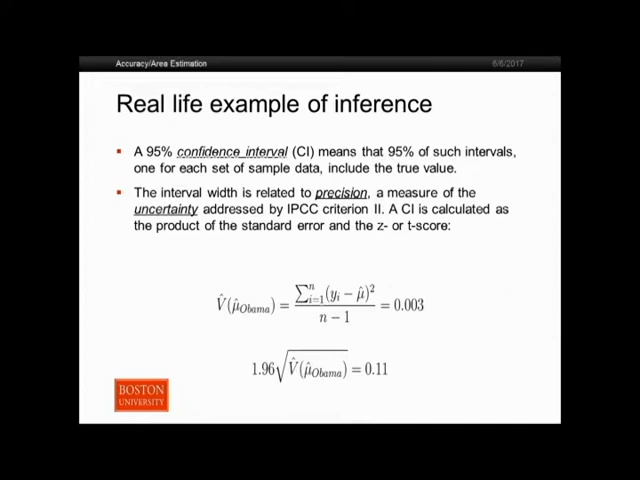 Accuracy/Area Estimation 6/6/2017
Real life example of inference
▪ A 95% confidence interval (CI) means that 95% of such intervals,
one for each set of sample data, include the true value.
▪ The interval width is related to precision, a measure of the
uncertainty addressed by IPCC criterion II. A CI is calculated as
the product of the standard error and the z- or t-score:
V̂(μ̂_Obama) = ∑ⁿᵢ₌₁(yᵢ − μ̂)² / n − 1 = 0.003
1.96√V̂(μ̂_Obama) = 0.11
BOSTON
UNIVERSITY